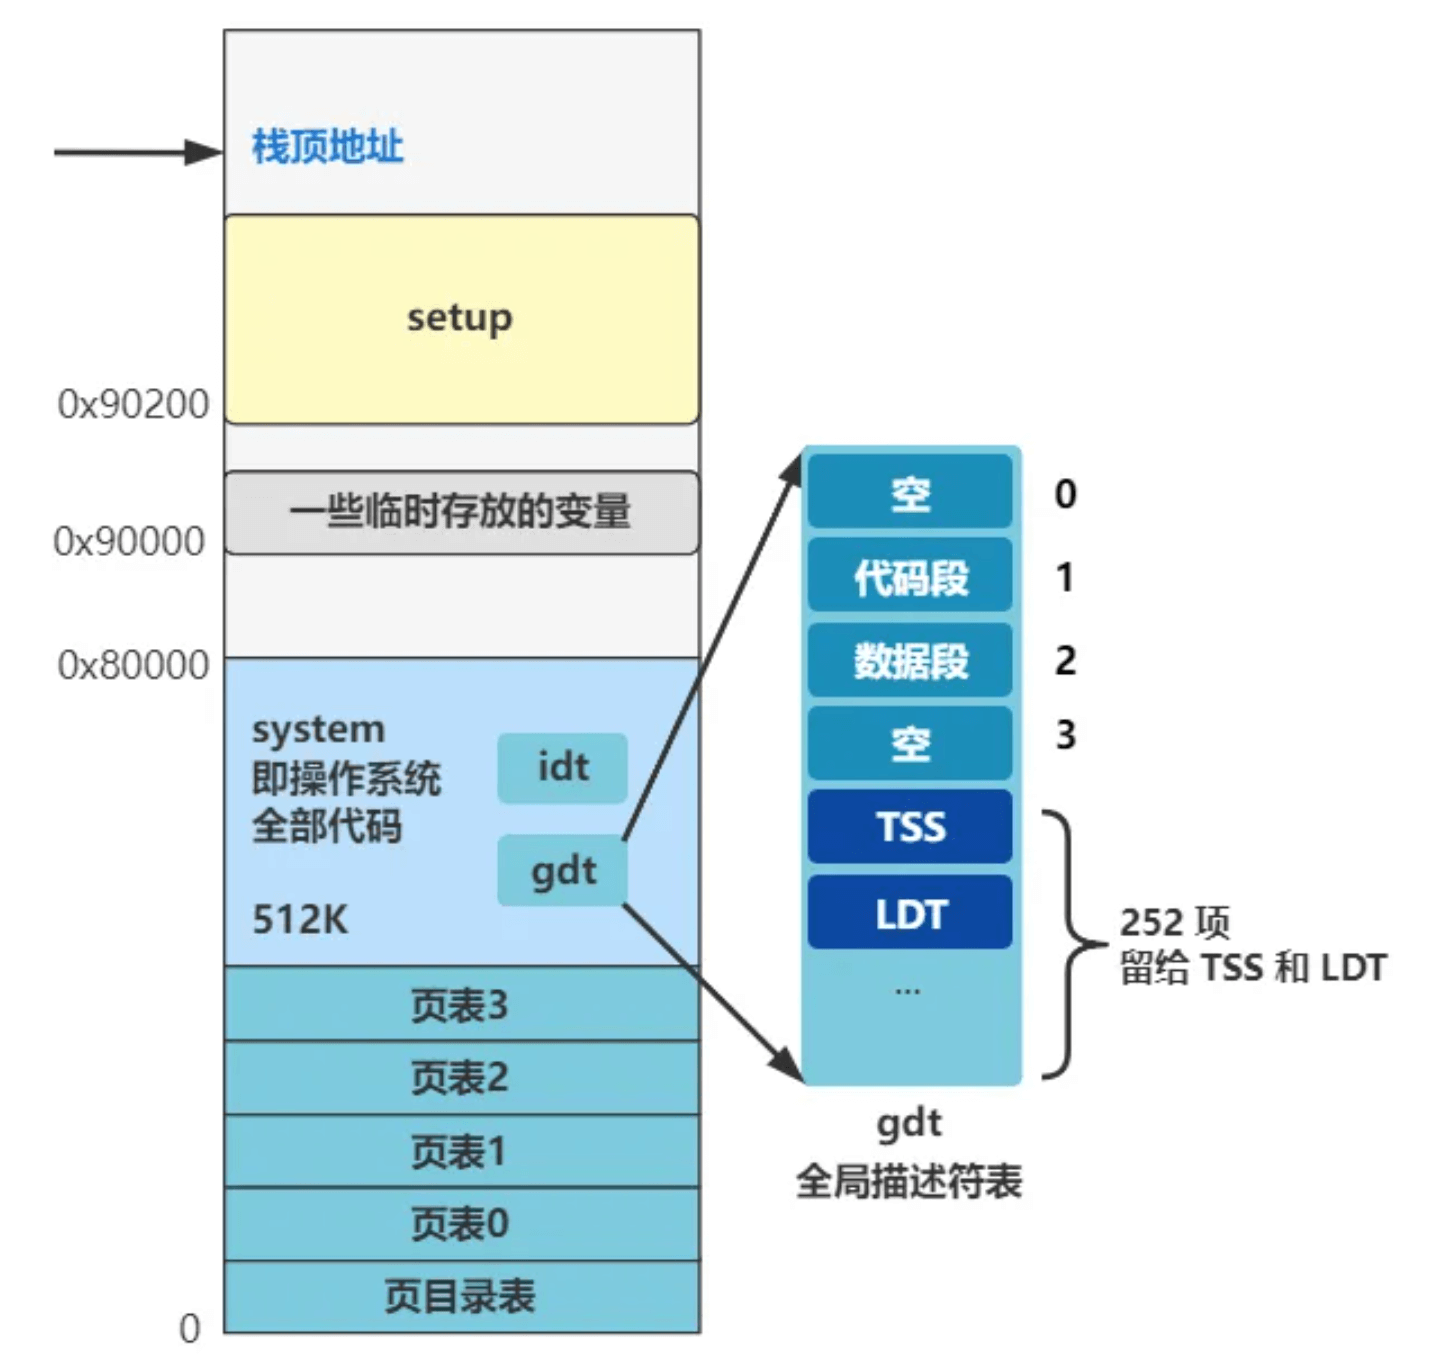 栈顶地址
setup
0x90200
一些临时存放的变量
0x90000
0x80000
system
即操作系统
全部代码
512K
idt
gdt
页表3
页表2
页表1
页表0
页目录表
0
空 0
代码段 1
数据段 2
空 3
TSS
LDT
...
252 项
留给 TSS 和 LDT
gdt
全局描述符表